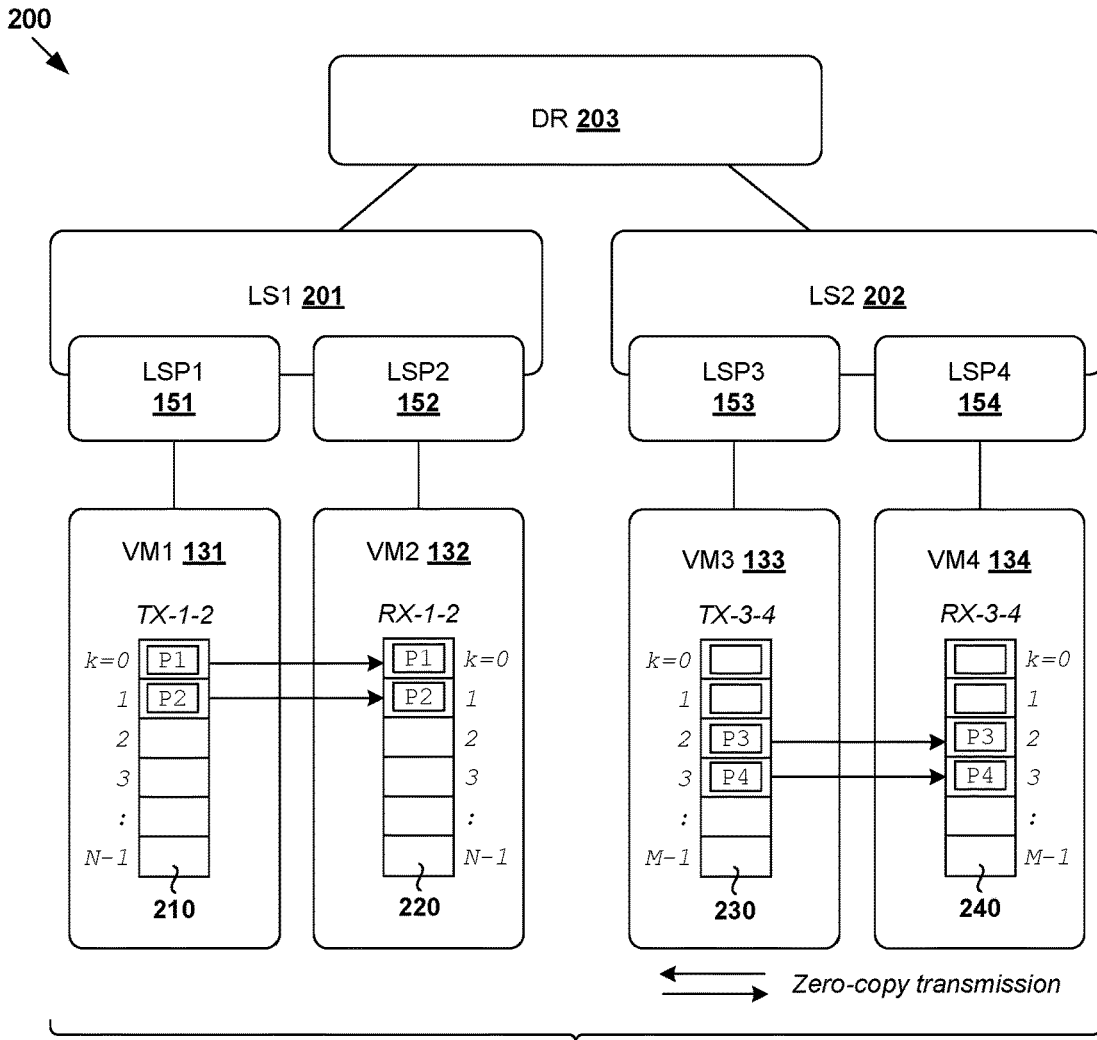 200
DR 203
LS1 201
LS2 202
LSP1
151
LSP2
152
LSP3
153
LSP4
154
VM1 131
VM2 132
VM3 133
VM4 134
TX-1-2
RX-1-2
TX-3-4
RX-3-4
k=0 P1 P1 k=0 k=0 k=0
1 P2 P2 1 1 1
2 2 2 P3 P3 2
3 3 3 P4 P4 3
: : : :
N-1 N-1 M-1 M-1
210
220
230
240
Zero-copy transmission